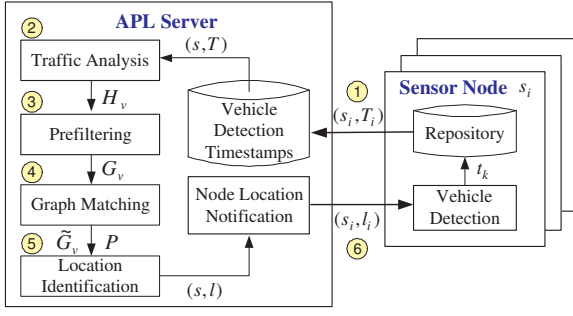 APL Server
2
Traffic Analysis
(s,T)
H_v
3
Prefiltering
G_v
4
Graph Matching
G̃_v
P
5
Location
Identification
(s,l)
Vehicle
Detection
Timestamps
Node Location
Notification
1
(s_i,T_i)
(s_i,l_i)
6
Sensor Node s_i
Repository
t_k
Vehicle
Detection